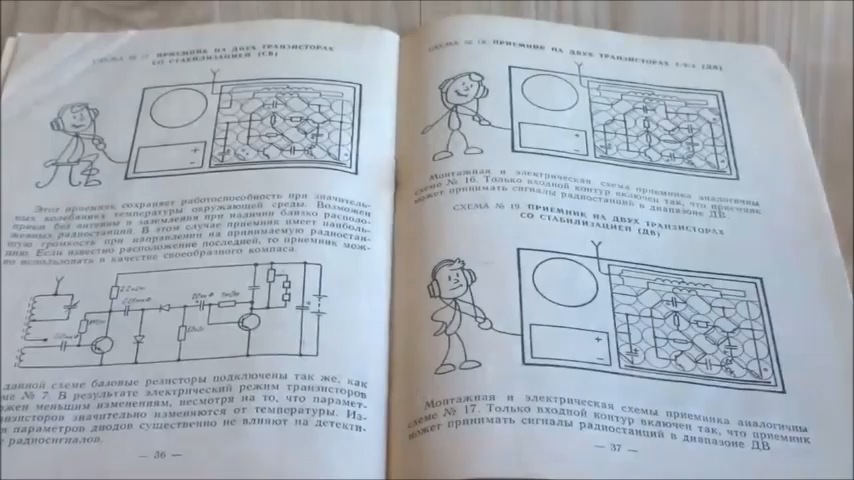 СХЕМА № 17 ПРИЕМНИК НА ДВУХ ТРАНЗИСТОРАХ
СО СТАБИЛИЗАЦИЕЙ (СВ)
Этот приемник сохраняет работоспособность при значитель-
ных колебаниях температуры окружающей среды. Возможен
прием без антенны и заземления при наличии близко располо-
женных радиостанций. В этом случае приемник имеет наиболь-
шую громкость при направлении на принимаемую радиостан-
цию. Если известно расположение последней, то приемник мож-
но использовать в качестве своеобразного компаса.
данной схеме базовые резисторы подключены так же, как
ме № 7. В результате электрический режим транзисторов
жен меньшим изменениям, несмотря на то, что парамет-
анзисторов значительно изменяются от температуры. Из-
я параметров диодов существенно не влияют на детекти-
радиосигналов.
— 36 —
СХЕМА № 18. ПРИЕМНИК НА ДВУХ ТРАНЗИСТОРАХ (ДВ)
Монтажная и электрическая схема приемника аналогичны
схеме № 16. Только входной контур включен так, что приемник
может принимать сигналы радиостанций в диапазоне ДВ.
СХЕМА № 19. ПРИЕМНИК НА ДВУХ ТРАНЗИСТОРАХ
СО СТАБИЛИЗАЦИЕЙ (ДВ)
Монтажная и электрическая схемы приемника аналогичны
схеме № 17. Только входной контур включен так, что приемник
может принимать сигналы радиостанций в диапазоне ДВ
— 37 —